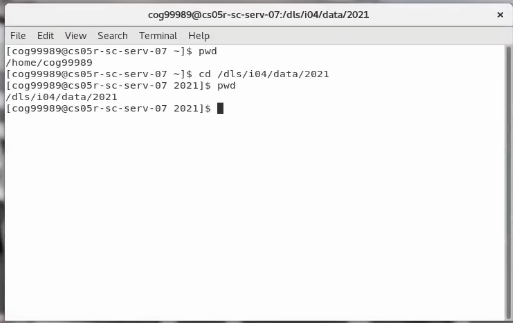 cog99989@cs05r-sc-serv-07:/dls/i04/data/2021 ×
File Edit View Search Terminal Help
[cog99989@cs05r-sc-serv-07 ~]$ pwd
/home/cog99989
[cog99989@cs05r-sc-serv-07 ~]$ cd /dls/i04/data/2021
[cog99989@cs05r-sc-serv-07 2021]$ pwd
/dls/i04/data/2021
[cog99989@cs05r-sc-serv-07 2021]$